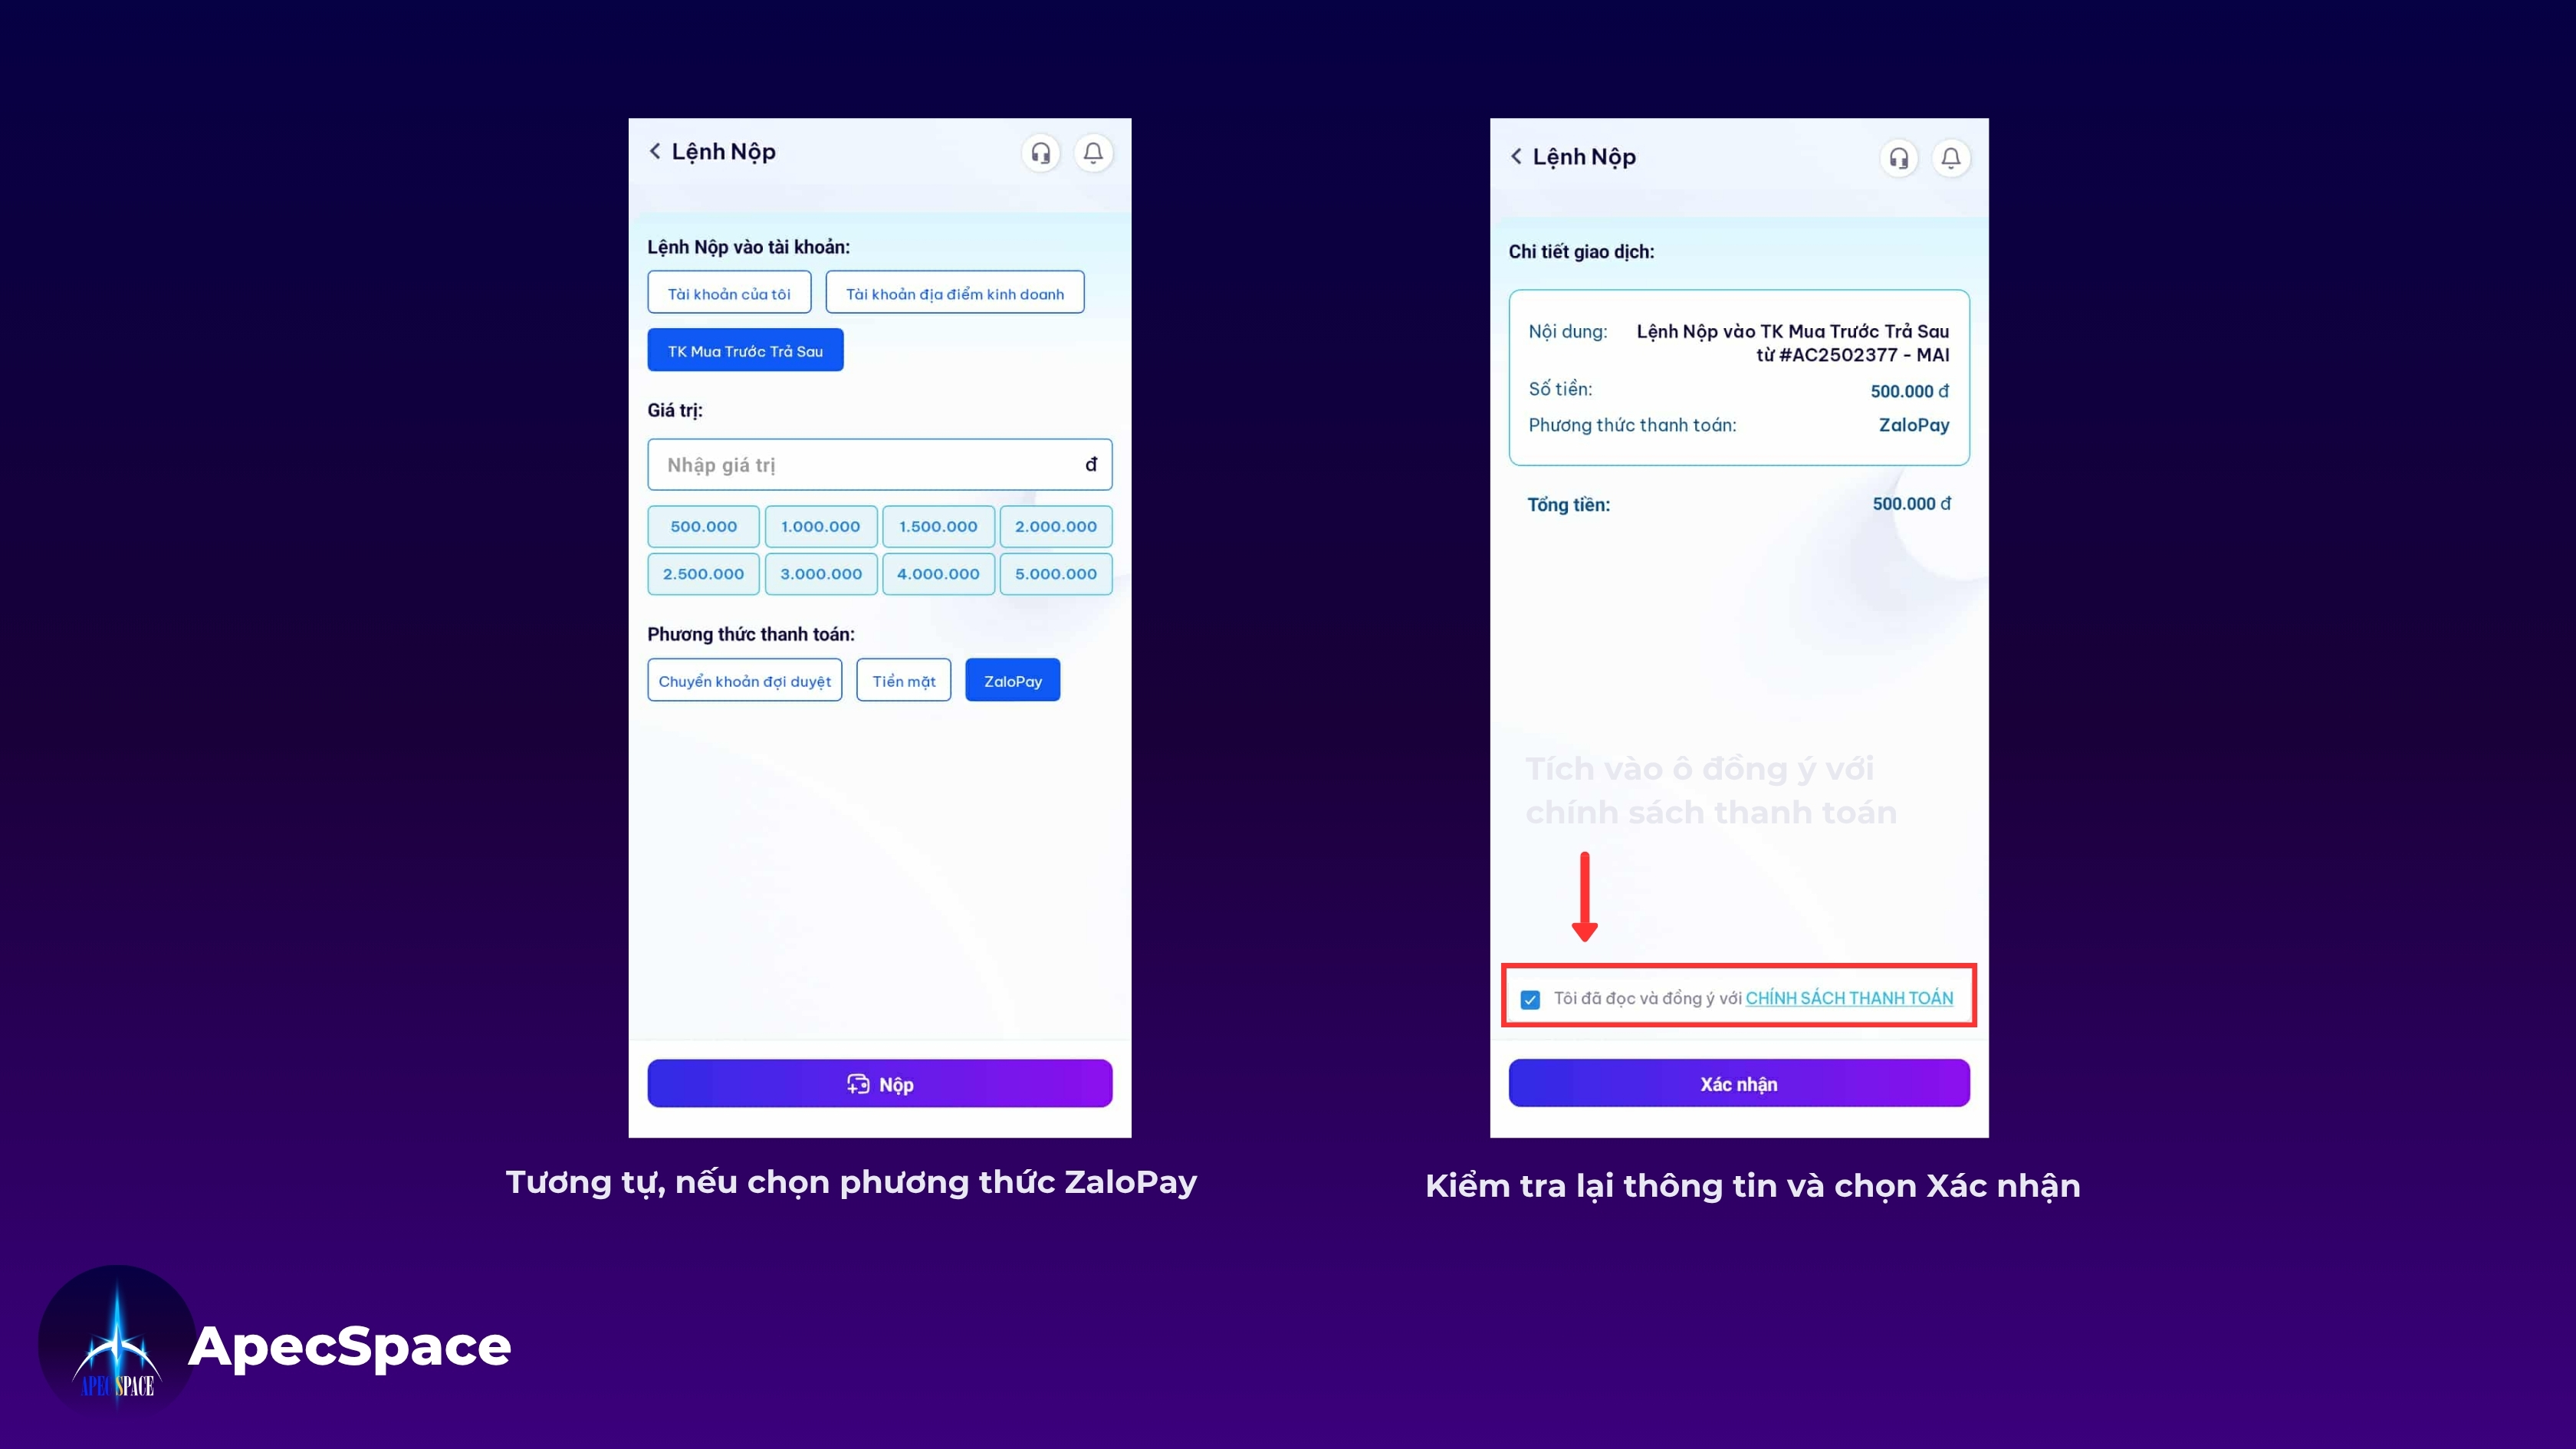 Lệnh Nộp
Lệnh Nộp vào tài khoản:
Tài khoản của tôi
Tài khoản địa điểm kinh doanh
TK Mua Trước Trả Sau
Giá trị:
Nhập giá trị
đ
500.000
1.000.000
1.500.000
2.000.000
2.500.000
3.000.000
4.000.000
5.000.000
Phương thức thanh toán:
Chuyển khoản đợi duyệt
Tiền mặt
ZaloPay
Nộp
Tương tự, nếu chọn phương thức ZaloPay
Lệnh Nộp
Chi tiết giao dịch:
Nội dung: Lệnh Nộp vào TK Mua Trước Trả Sau
từ #AC2502377 - MAI
Số tiền: 500.000 đ
Phương thức thanh toán: ZaloPay
Tổng tiền: 500.000 đ
Tích vào ô đồng ý với
chính sách thanh toán
Tôi đã đọc và đồng ý với CHÍNH SÁCH THANH TOÁN
Xác nhận
Kiểm tra lại thông tin và chọn Xác nhận
APECSPACE
ApecSpace